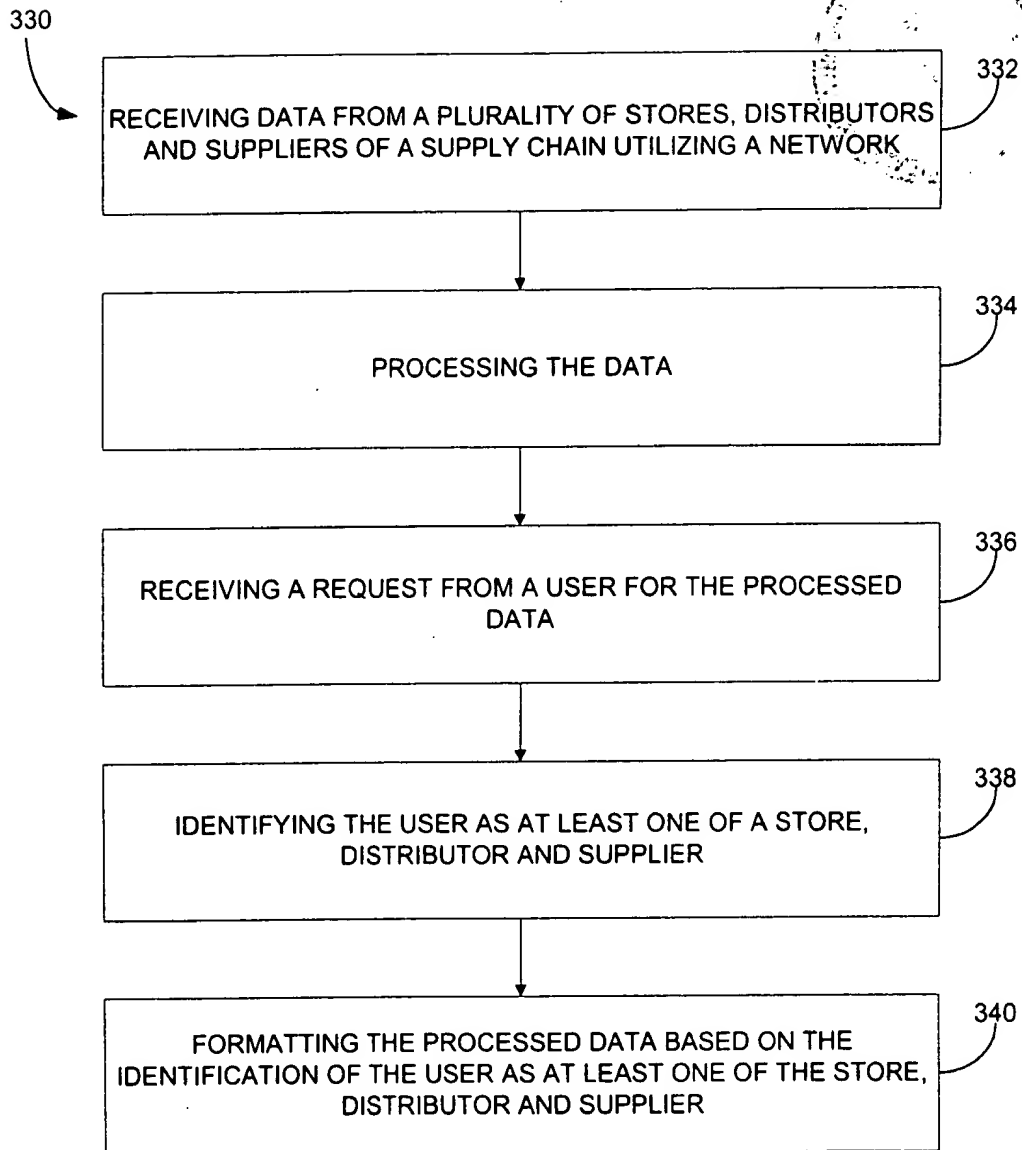 330
332
RECEIVING DATA FROM A PLURALITY OF STORES, DISTRIBUTORS
AND SUPPLIERS OF A SUPPLY CHAIN UTILIZING A NETWORK
334
PROCESSING THE DATA
336
RECEIVING A REQUEST FROM A USER FOR THE PROCESSED
DATA
338
IDENTIFYING THE USER AS AT LEAST ONE OF A STORE,
DISTRIBUTOR AND SUPPLIER
340
FORMATTING THE PROCESSED DATA BASED ON THE
IDENTIFICATION OF THE USER AS AT LEAST ONE OF THE STORE,
DISTRIBUTOR AND SUPPLIER